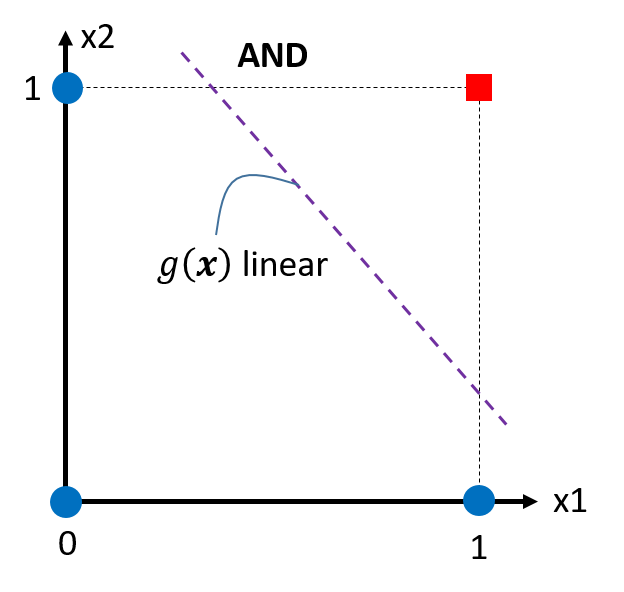 x2
AND
1
g(x) linear
x1
0
1